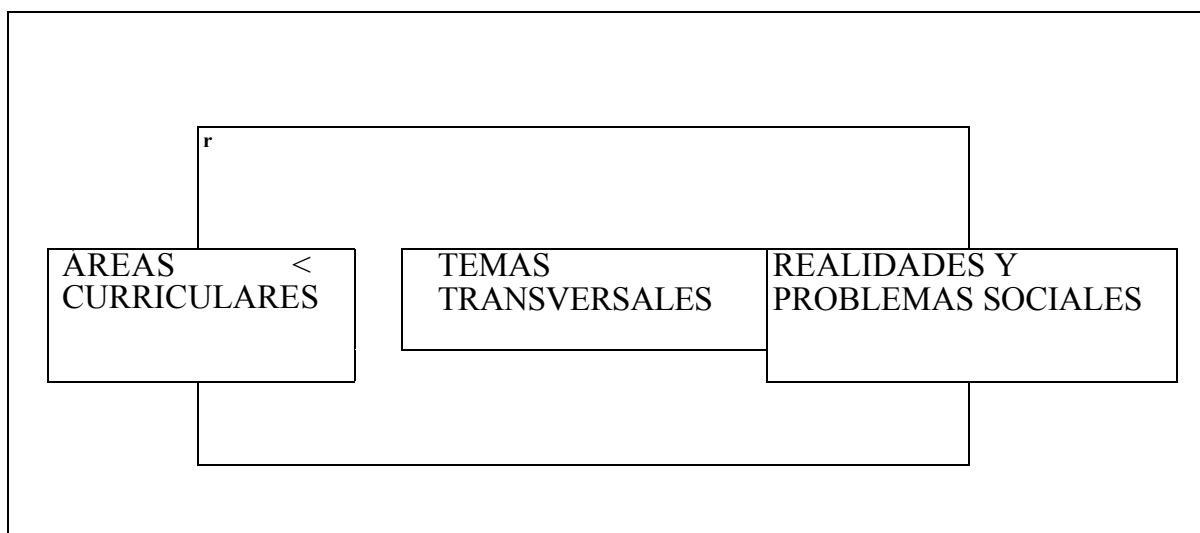 r
ÁREAS <
CURRICULARES
TEMAS
TRANSVERSALES
REALIDADES Y
PROBLEMAS SOCIALES